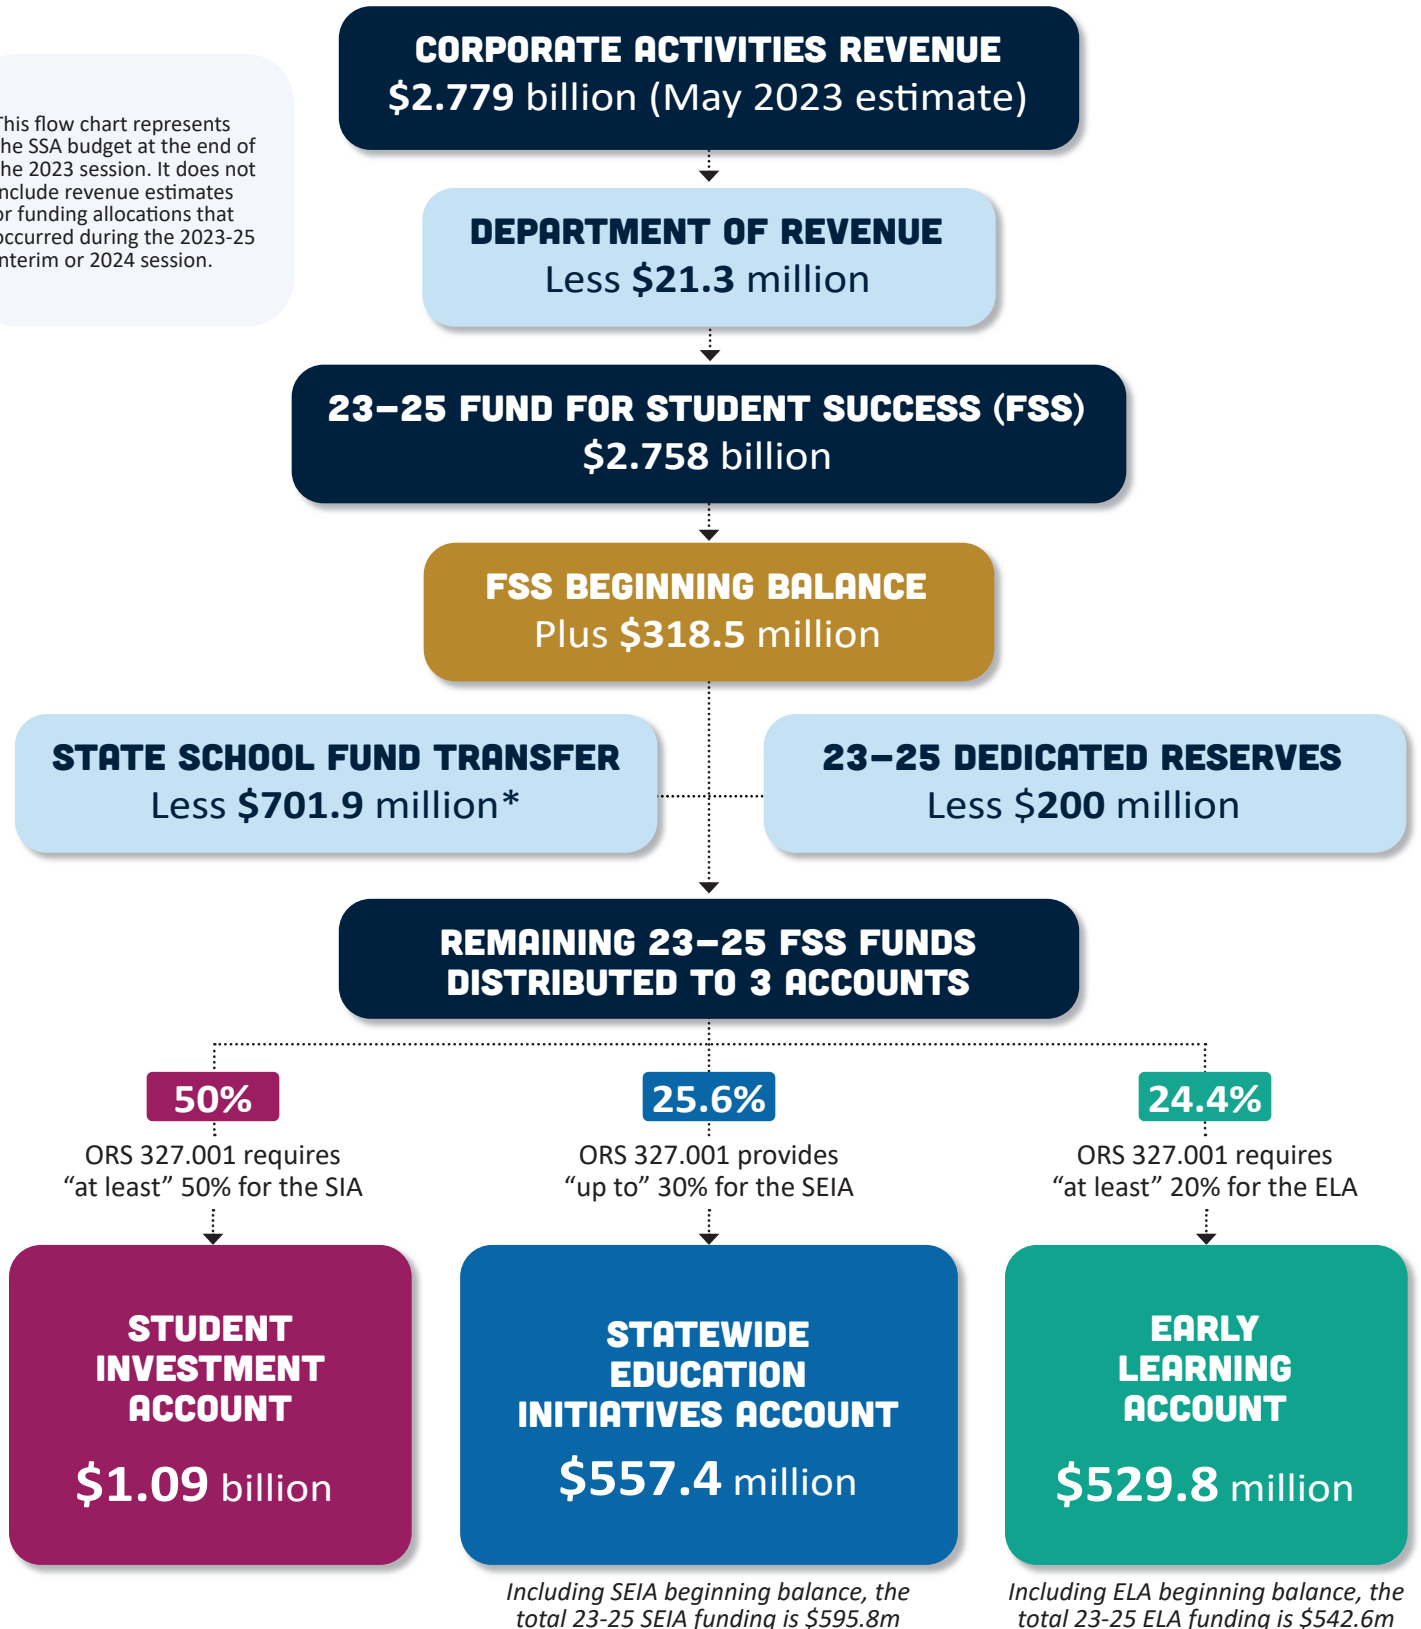 CORPORATE ACTIVITIES REVENUE
$2.779 billion (May 2023 estimate)
This flow chart represents
the SSA budget at the end of
the 2023 session. It does not
include revenue estimates
or funding allocations that
occurred during the 2023-25
interim or 2024 session.
DEPARTMENT OF REVENUE
Less $21.3 million
23–25 FUND FOR STUDENT SUCCESS (FSS)
$2.758 billion
FSS BEGINNING BALANCE
Plus $318.5 million
STATE SCHOOL FUND TRANSFER
Less $701.9 million*
23–25 DEDICATED RESERVES
Less $200 million
REMAINING 23–25 FSS FUNDS
DISTRIBUTED TO 3 ACCOUNTS
50%
ORS 327.001 requires
“at least” 50% for the SIA
STUDENT
INVESTMENT
ACCOUNT
$1.09 billion
25.6%
ORS 327.001 provides
“up to” 30% for the SEIA
STATEWIDE
EDUCATION
INITIATIVES ACCOUNT
$557.4 million
Including SEIA beginning balance, the
total 23-25 SEIA funding is $595.8m
24.4%
ORS 327.001 requires
“at least” 20% for the ELA
EARLY
LEARNING
ACCOUNT
$529.8 million
Including ELA beginning balance, the
total 23-25 ELA funding is $542.6m